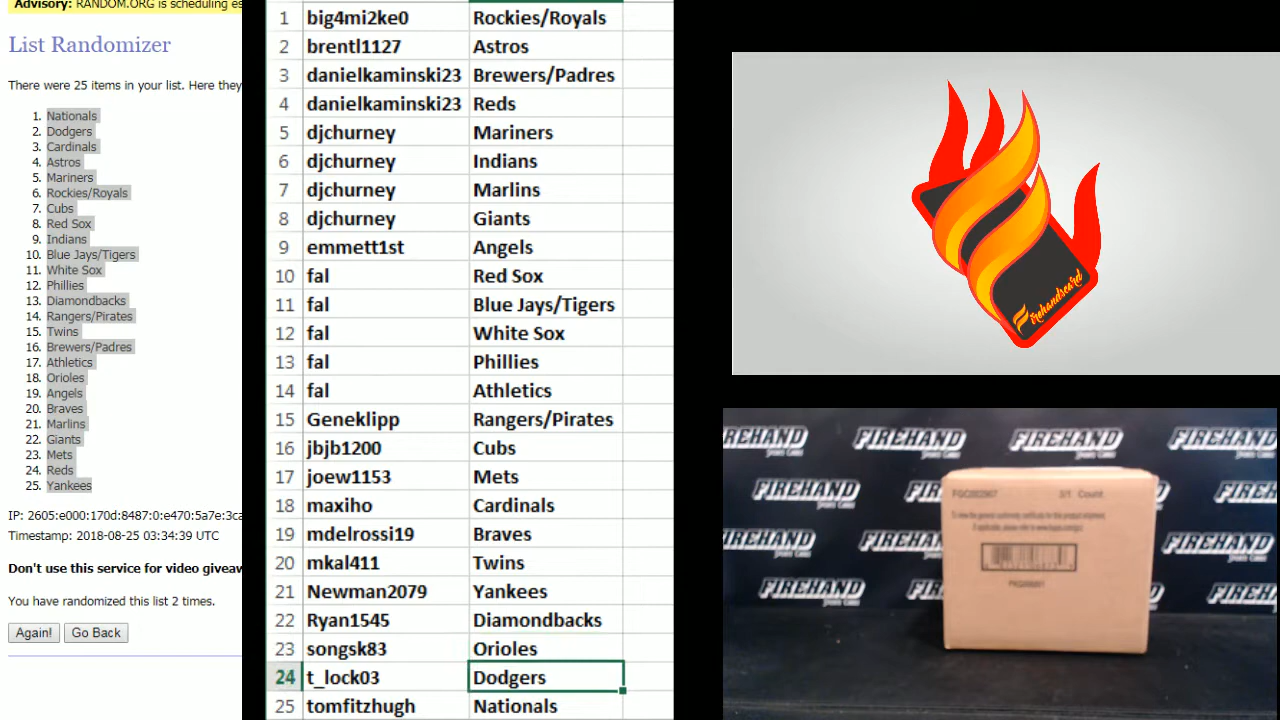 Advisory: RANDOM.ORG is scheduling es
List Randomizer
There were 25 items in your list. Here they
1. Nationals
2. Dodgers
3. Cardinals
4. Astros
5. Mariners
6. Rockies/Royals
7. Cubs
8. Red Sox
9. Indians
10. Blue Jays/Tigers
11. White Sox
12. Phillies
13. Diamondbacks
14. Rangers/Pirates
15. Twins
16. Brewers/Padres
17. Athletics
18. Orioles
19. Angels
20. Braves
21. Marlins
22. Giants
23. Mets
24. Reds
25. Yankees
IP: 2605:e000:170d:8487:0:e470:5a7e:3ca
Timestamp: 2018-08-25 03:34:39 UTC
Don't use this service for video giveaw
You have randomized this list 2 times.
Again! Go Back
1 big4mi2ke0 Rockies/Royals
2 brentl1127 Astros
3 danielkaminski23 Brewers/Padres
4 danielkaminski23 Reds
5 djchurney Mariners
6 djchurney Indians
7 djchurney Marlins
8 djchurney Giants
9 emmett1st Angels
10 fal Red Sox
11 fal Blue Jays/Tigers
12 fal White Sox
13 fal Phillies
14 fal Athletics
15 Geneklipp Rangers/Pirates
16 jbjb1200 Cubs
17 joew1153 Mets
18 maxiho Cardinals
19 mdelrossi19 Braves
20 mkal411 Twins
21 Newman2079 Yankees
22 Ryan1545 Diamondbacks
23 songsk83 Orioles
24 t_lock03 Dodgers
25 tomfitzhugh Nationals
Firehandscard
FIREHAND FIREHAND FIREHAND FIREHAND
FIREHAND
FIREHAND
FIREHAND
FIREHAND
FIREHAND
3/1 Count